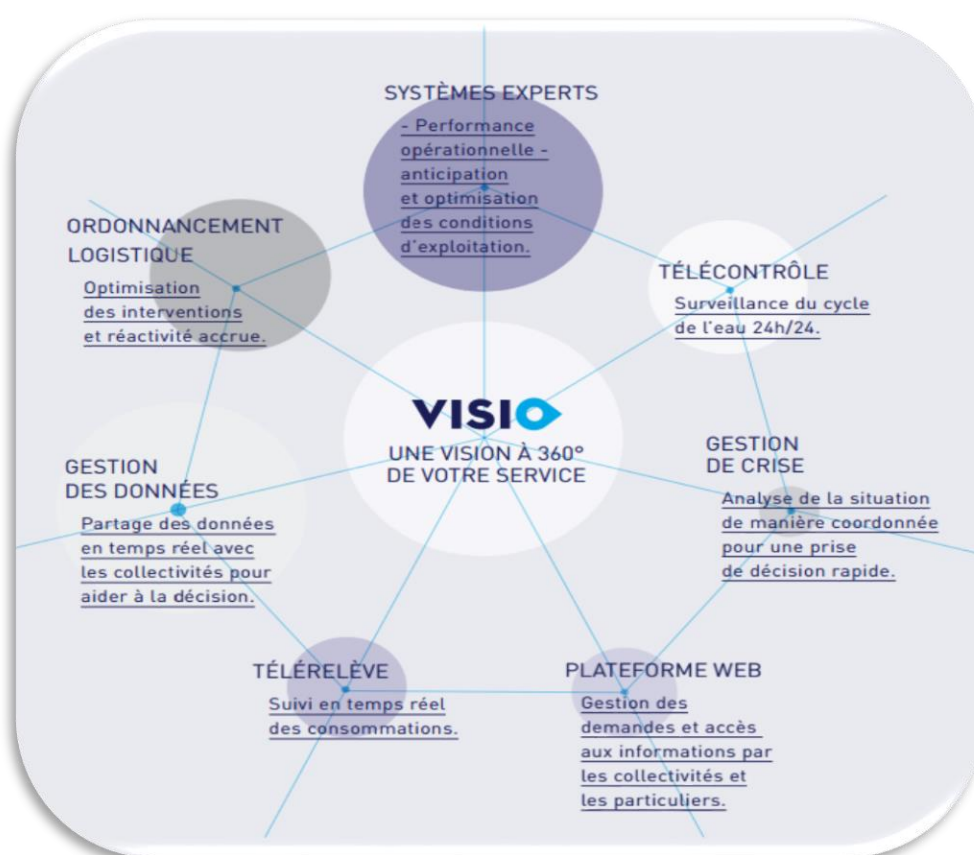 SYSTÈMES EXPERTS
- Performance
opérationnelle -
anticipation
et optimisation
des conditions
d'exploitation.
ORDONNANCEMENT
LOGISTIQUE
Optimisation
des interventions
et réactivité accrue.
TÉLÉCONTRÔLE
Surveillance du cycle
de l'eau 24h/24.
VISIO
UNE VISION À 360°
DE VOTRE SERVICE
GESTION
DES DONNÉES
Partage des données
en temps réel avec
les collectivités pour
aider à la décision.
GESTION
DE CRISE
Analyse de la situation
de manière coordonnée
pour une prise
de décision rapide.
TÉLÉRELÈVE
Suivi en temps réel
des consommations.
PLATEFORME WEB
Gestion des
demandes et accès
aux informations par
les collectivités et
les particuliers.